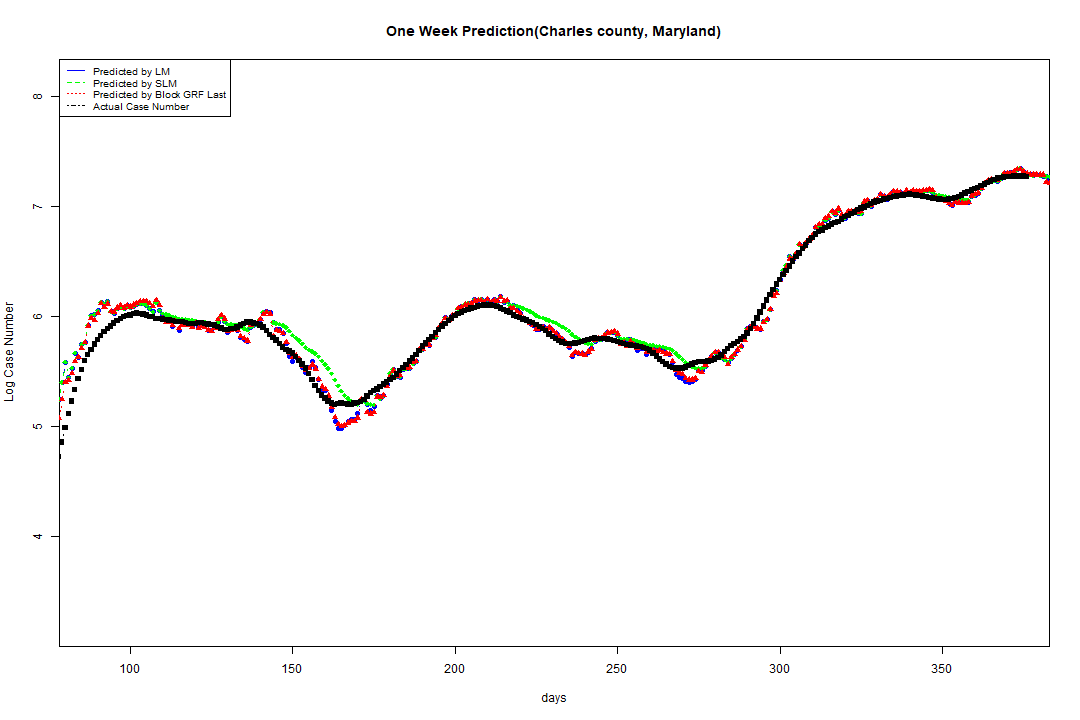 One Week Prediction(Charles county, Maryland)
Predicted by LM
Predicted by SLM
Predicted by Block GRF Last
Actual Case Number
8
7
6
5
4
Log Case Number
100 150 200 250 300 350
days